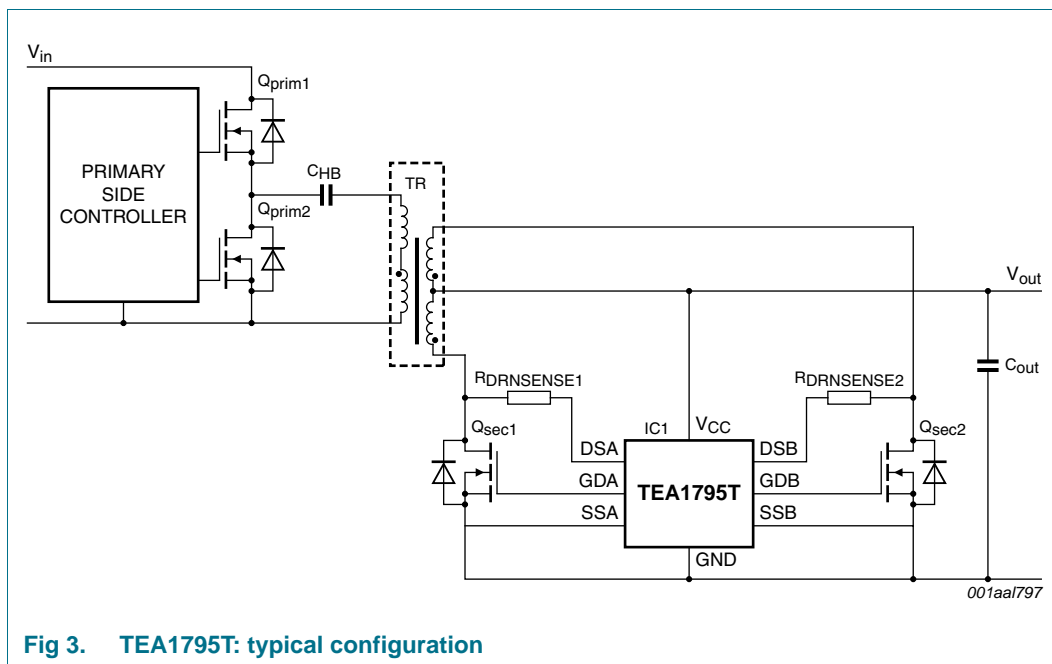 Vin
Qprim1
PRIMARY
SIDE
CONTROLLER
CHB
TR
Qprim2
Vout
RDRNSENSE1
RDRNSENSE2
Cout
Qsec1
IC1
VCC
Qsec2
DSA
DSB
GDA
TEA1795T
GDB
SSA
SSB
GND
001aal797
Fig 3. TEA1795T: typical configuration